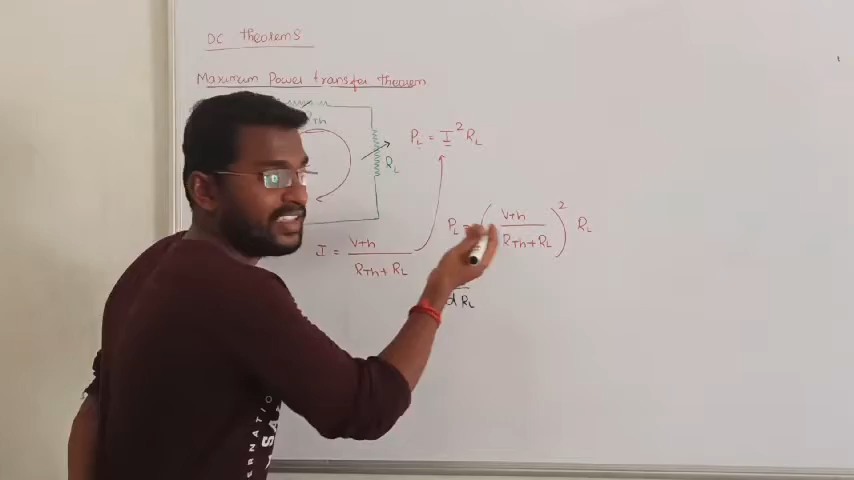 DC theorems
Maximum Power transfer theorem
RTh
RL
PL = I² RL
I = Vth / RTh + RL
PL = ( Vth / RTh + RL )² RL
dRL